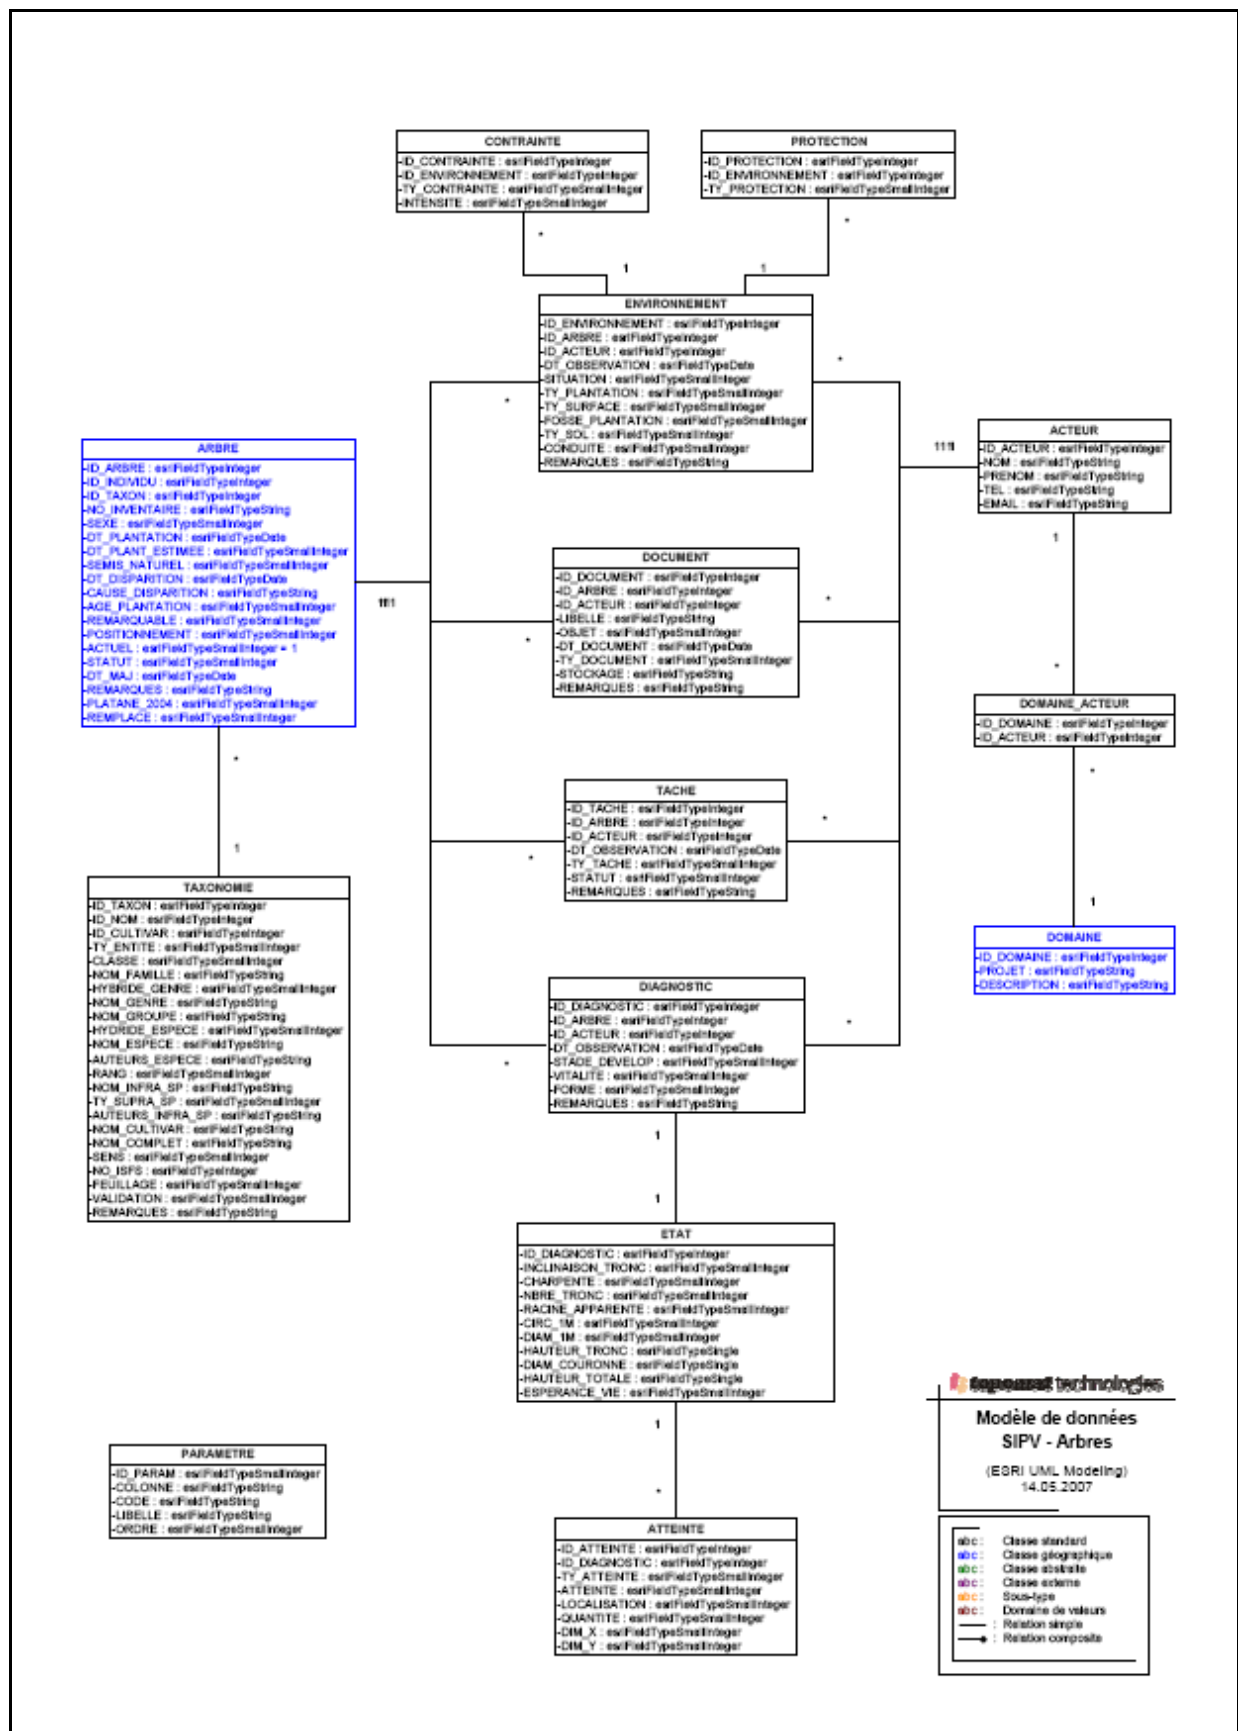 CONTRAINTE
-ID_CONTRAINTE : esriFieldTypeInteger
-ID_ENVIRONNEMENT : esriFieldTypeInteger
-TY_CONTRAINTE : esriFieldTypeSmallInteger
-INTENSITE : esriFieldTypeSmallInteger
PROTECTION
-ID_PROTECTION : esriFieldTypeInteger
-ID_ENVIRONNEMENT : esriFieldTypeInteger
-TY_PROTECTION : esriFieldTypeSmallInteger
*
*
1
1
ENVIRONNEMENT
-ID_ENVIRONNEMENT : esriFieldTypeInteger
-ID_ARBRE : esriFieldTypeInteger
-ID_ACTEUR : esriFieldTypeInteger
-DT_OBSERVATION : esriFieldTypeDate
-SITUATION : esriFieldTypeSmallInteger
-TY_PLANTATION : esriFieldTypeSmallInteger
-TY_SURFACE : esriFieldTypeSmallInteger
-FOSSE_PLANTATION : esriFieldTypeSmallInteger
-TY_SOL : esriFieldTypeSmallInteger
-CONDUITE : esriFieldTypeSmallInteger
-REMARQUES : esriFieldTypeString
*
*
ARBRE
-ID_ARBRE : esriFieldTypeInteger
-ID_INDIVIDU : esriFieldTypeInteger
-ID_TAXON : esriFieldTypeInteger
-NO_INVENTAIRE : esriFieldTypeString
-SEXE : esriFieldTypeSmallInteger
-DT_PLANTATION : esriFieldTypeDate
-DT_PLANT_ESTIMEE : esriFieldTypeSmallInteger
-SEMIS_NATUREL : esriFieldTypeSmallInteger
-DT_DISPARITION : esriFieldTypeDate
-CAUSE_DISPARITION : esriFieldTypeString
-AGE_PLANTATION : esriFieldTypeSmallInteger
-REMARQUABLE : esriFieldTypeSmallInteger
-POSITIONNEMENT : esriFieldTypeSmallInteger
-ACTUEL : esriFieldTypeSmallInteger = 1
-STATUT : esriFieldTypeSmallInteger
-DT_MAJ : esriFieldTypeDate
-REMARQUES : esriFieldTypeString
-PLATANE_2004 : esriFieldTypeSmallInteger
-REMPLACE : esriFieldTypeSmallInteger
1111
1111
ACTEUR
-ID_ACTEUR : esriFieldTypeInteger
-NOM : esriFieldTypeString
-PRENOM : esriFieldTypeString
-TEL : esriFieldTypeString
-EMAIL : esriFieldTypeString
1
*
DOCUMENT
-ID_DOCUMENT : esriFieldTypeInteger
-ID_ARBRE : esriFieldTypeInteger
-ID_ACTEUR : esriFieldTypeInteger
-LIBELLE : esriFieldTypeString
-OBJET : esriFieldTypeSmallInteger
-DT_DOCUMENT : esriFieldTypeDate
-TY_DOCUMENT : esriFieldTypeSmallInteger
-STOCKAGE : esriFieldTypeString
-REMARQUES : esriFieldTypeString
*
*
DOMAINE_ACTEUR
-ID_DOMAINE : esriFieldTypeInteger
-ID_ACTEUR : esriFieldTypeInteger
*
1
TACHE
-ID_TACHE : esriFieldTypeInteger
-ID_ARBRE : esriFieldTypeInteger
-ID_ACTEUR : esriFieldTypeInteger
-DT_OBSERVATION : esriFieldTypeDate
-TY_TACHE : esriFieldTypeSmallInteger
-STATUT : esriFieldTypeSmallInteger
-REMARQUES : esriFieldTypeString
*
*
*
1
TAXONOMIE
-ID_TAXON : esriFieldTypeInteger
-ID_NOM : esriFieldTypeInteger
-ID_CULTIVAR : esriFieldTypeInteger
-TY_ENTITE : esriFieldTypeSmallInteger
-CLASSE : esriFieldTypeSmallInteger
-NOM_FAMILLE : esriFieldTypeString
-HYBRIDE_GENRE : esriFieldTypeSmallInteger
-NOM_GENRE : esriFieldTypeString
-NOM_GROUPE : esriFieldTypeString
-HYDRIDE_ESPECE : esriFieldTypeSmallInteger
-NOM_ESPECE : esriFieldTypeString
-AUTEURS_ESPECE : esriFieldTypeString
-RANG : esriFieldTypeSmallInteger
-NOM_INFRA_SP : esriFieldTypeString
-TY_SUPRA_SP : esriFieldTypeSmallInteger
-AUTEURS_INFRA_SP : esriFieldTypeString
-NOM_CULTIVAR : esriFieldTypeString
-NOM_COMPLET : esriFieldTypeString
-SENS : esriFieldTypeSmallInteger
-NO_ISFS : esriFieldTypeInteger
-FEUILLAGE : esriFieldTypeSmallInteger
-VALIDATION : esriFieldTypeSmallInteger
-REMARQUES : esriFieldTypeString
DOMAINE
-ID_DOMAINE : esriFieldTypeInteger
-PROJET : esriFieldTypeString
-DESCRIPTION : esriFieldTypeString
DIAGNOSTIC
-ID_DIAGNOSTIC : esriFieldTypeInteger
-ID_ARBRE : esriFieldTypeInteger
-ID_ACTEUR : esriFieldTypeInteger
-DT_OBSERVATION : esriFieldTypeDate
-STADE_DEVELOP : esriFieldTypeSmallInteger
-VITALITE : esriFieldTypeSmallInteger
-FORME : esriFieldTypeSmallInteger
-REMARQUES : esriFieldTypeString
*
*
1
1
ETAT
-ID_DIAGNOSTIC : esriFieldTypeInteger
-INCLINAISON_TRONC : esriFieldTypeSmallInteger
-CHARPENTE : esriFieldTypeSmallInteger
-NBRE_TRONC : esriFieldTypeSmallInteger
-RACINE_APPARENTE : esriFieldTypeSmallInteger
-CIRC_1M : esriFieldTypeSmallInteger
-DIAM_1M : esriFieldTypeSmallInteger
-HAUTEUR_TRONC : esriFieldTypeSingle
-DIAM_COURONNE : esriFieldTypeSingle
-HAUTEUR_TOTALE : esriFieldTypeSingle
-ESPERANCE_VIE : esriFieldTypeSmallInteger
1
*
PARAMETRE
-ID_PARAM : esriFieldTypeSmallInteger
-COLONNE : esriFieldTypeString
-CODE : esriFieldTypeString
-LIBELLE : esriFieldTypeString
-ORDRE : esriFieldTypeSmallInteger
ATTEINTE
-ID_ATTEINTE : esriFieldTypeInteger
-ID_DIAGNOSTIC : esriFieldTypeInteger
-TY_ATTEINTE : esriFieldTypeSmallInteger
-ATTEINTE : esriFieldTypeSmallInteger
-LOCALISATION : esriFieldTypeSmallInteger
-QUANTITE : esriFieldTypeSmallInteger
-DIM_X : esriFieldTypeSmallInteger
-DIM_Y : esriFieldTypeSmallInteger
technologies
Modèle de données
SIPV - Arbres
(ESRI UML Modeling)
14.05.2007
abc : Classe standard
abc : Classe géographique
abc : Classe abstraite
abc : Classe externe
abc : Sous-type
abc : Domaine de valeurs
: Relation simple
: Relation composite